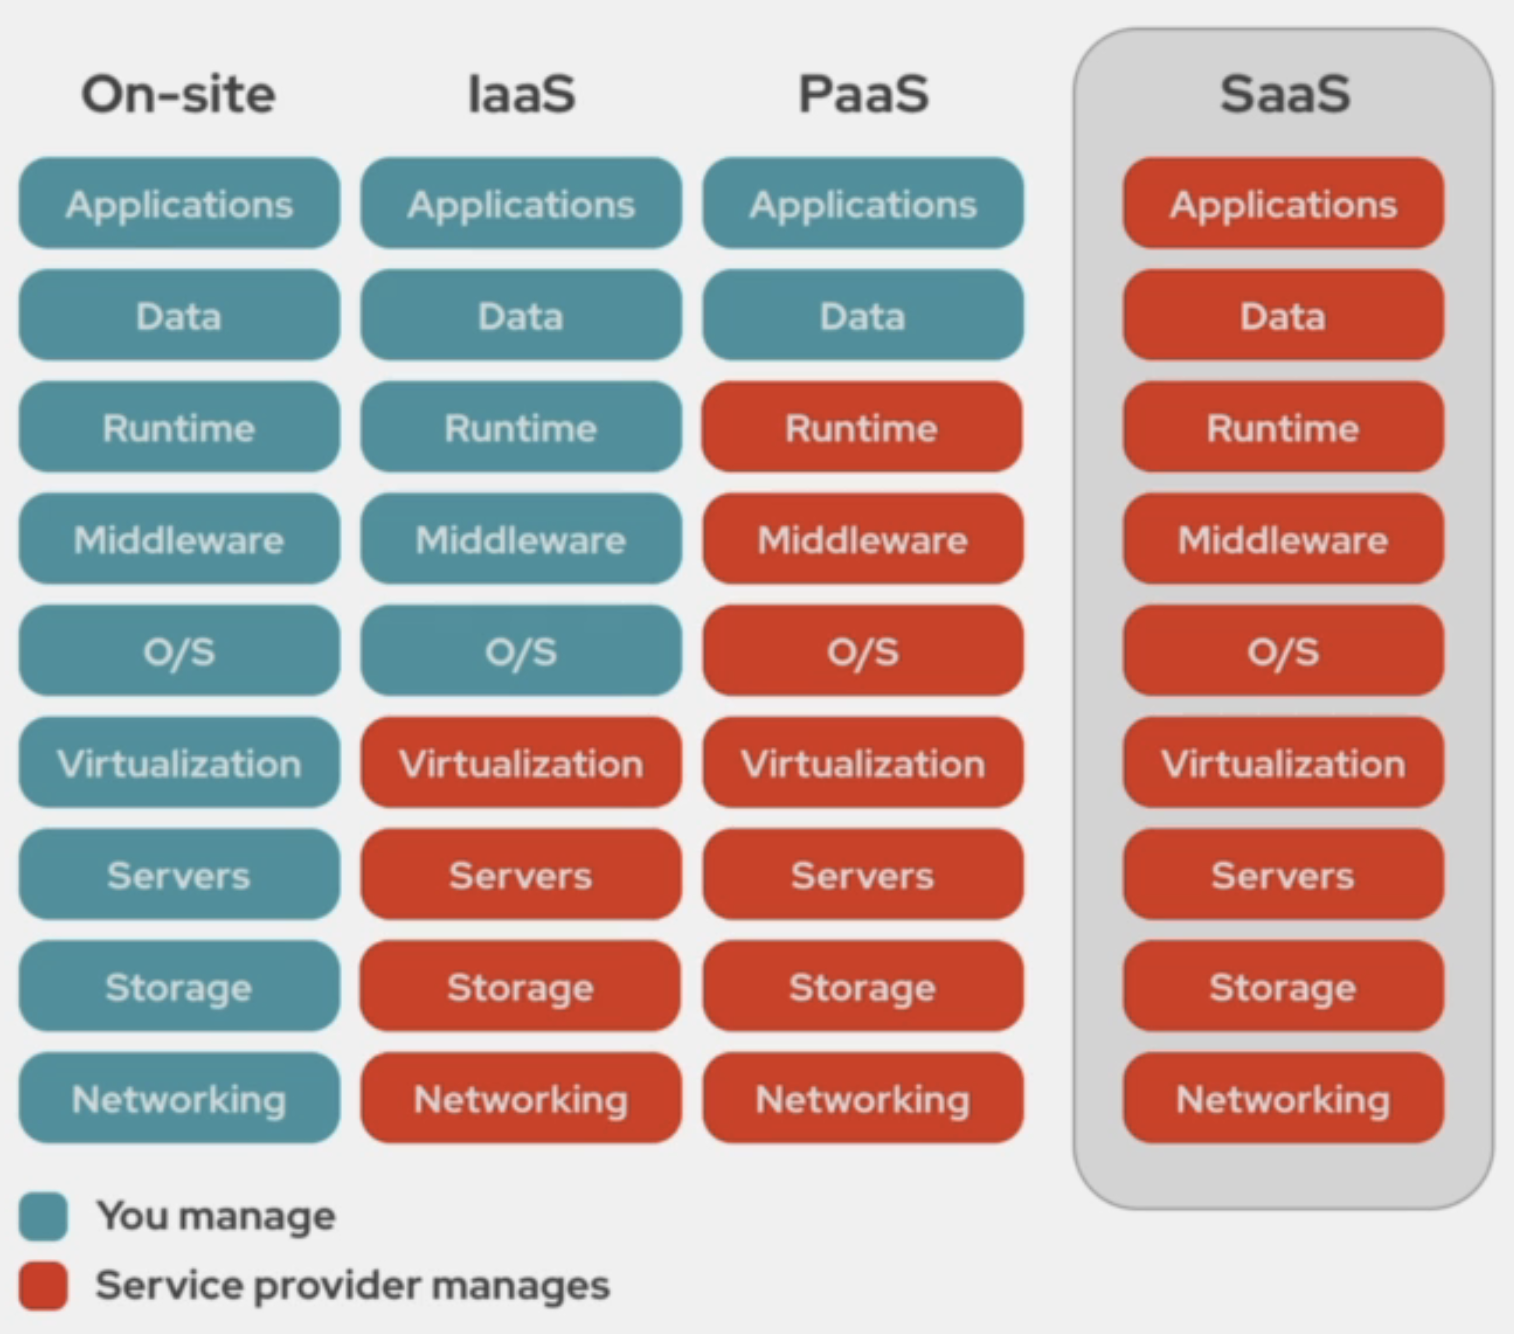 On-site IaaS PaaS SaaS
Applications Applications Applications Applications
Data Data Data Data
Runtime Runtime Runtime Runtime
Middleware Middleware Middleware Middleware
O/S O/S O/S O/S
Virtualization Virtualization Virtualization Virtualization
Servers Servers Servers Servers
Storage Storage Storage Storage
Networking Networking Networking Networking
You manage
Service provider manages